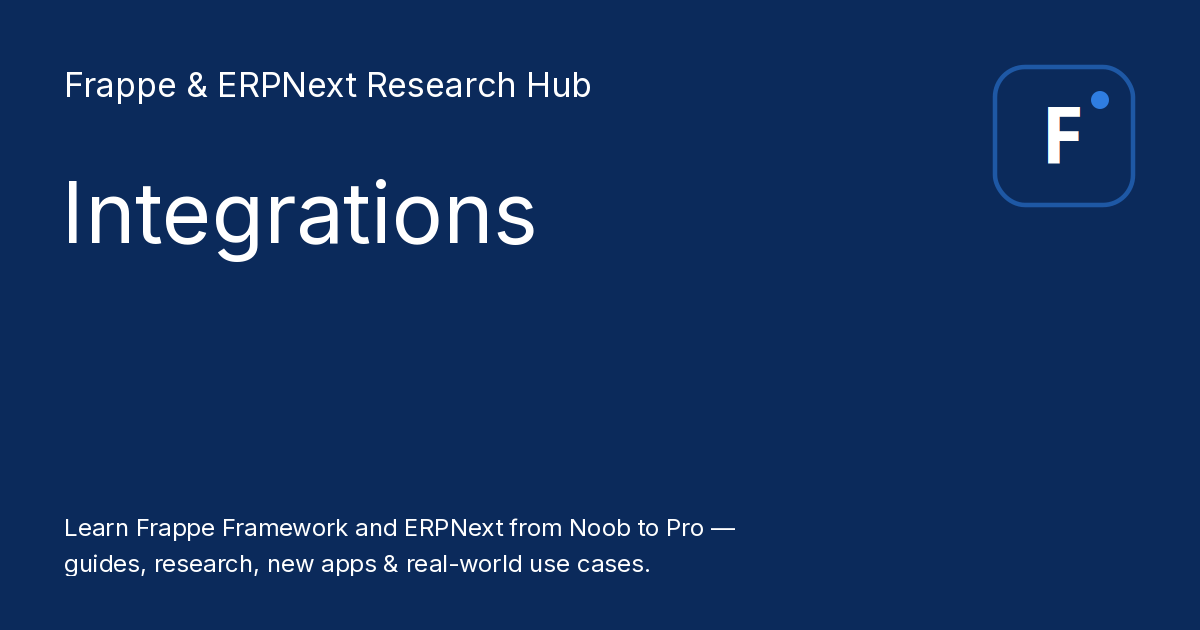 Frappe & ERPNext Research Hub
F
Integrations
Learn Frappe Framework and ERPNext from Noob to Pro —
guides, research, new apps & real-world use cases.